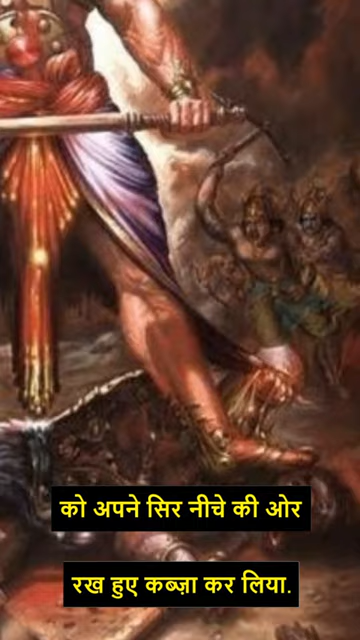 को अपने सिर नीचे की ओर
रख हुए कब्ज़ा कर लिया.